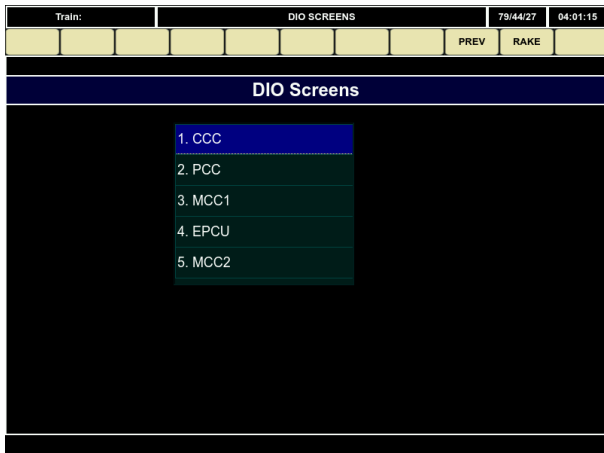 Train: DIO SCREENS 79/44/27 04:01:15
PREV RAKE
DIO Screens
1. CCC
2. PCC
3. MCC1
4. EPCU
5. MCC2